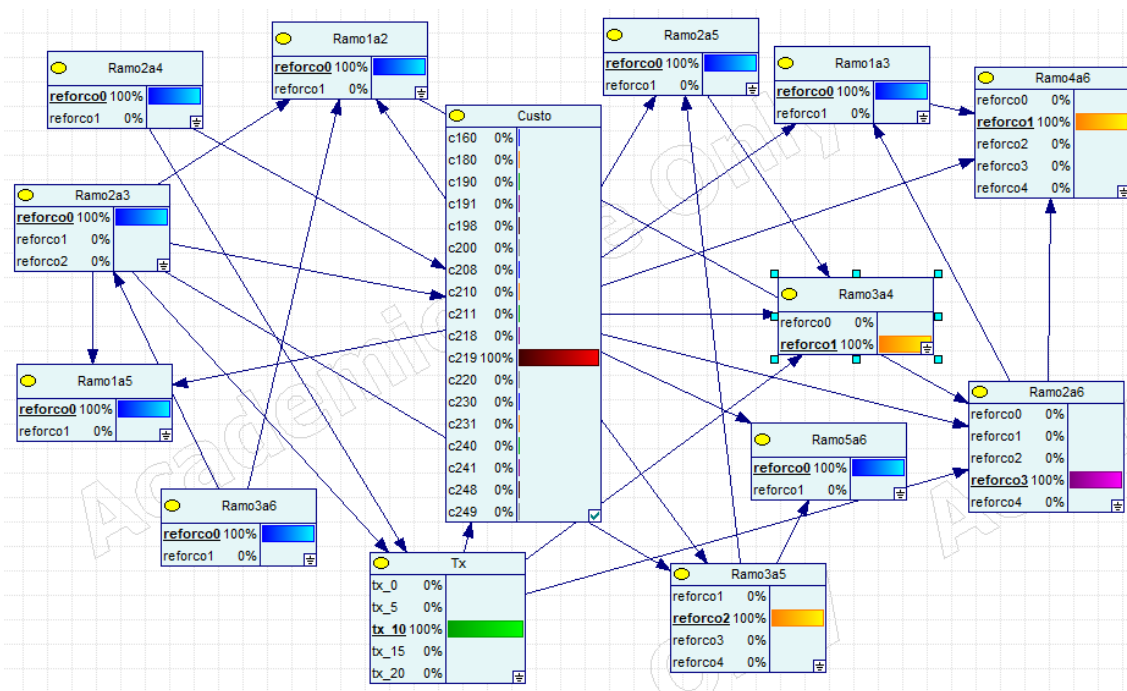 Ramo2a4
reforco0 100%
reforco1 0%
Ramo1a2
reforco0 100%
reforco1 0%
Ramo2a5
reforco0 100%
reforco1 0%
Ramo1a3
reforco0 100%
reforco1 0%
Ramo4a6
reforco0 0%
reforco1 100%
reforco2 0%
reforco3 0%
reforco4 0%
Custo
c160 0%
c180 0%
c190 0%
c191 0%
c198 0%
c200 0%
c208 0%
c210 0%
c211 0%
c218 0%
c219 100%
c220 0%
c230 0%
c231 0%
c240 0%
c241 0%
c248 0%
c249 0%
Ramo2a3
reforco0 100%
reforco1 0%
reforco2 0%
Ramo3a4
reforco0 0%
reforco1 100%
Ramo1a5
reforco0 100%
reforco1 0%
Ramo2a6
reforco0 0%
reforco1 0%
reforco2 0%
reforco3 100%
reforco4 0%
Ramo5a6
reforco0 100%
reforco1 0%
Ramo3a6
reforco0 100%
reforco1 0%
Tx
tx_0 0%
tx_5 0%
tx_10 100%
tx_15 0%
tx_20 0%
Ramo3a5
reforco1 0%
reforco2 100%
reforco3 0%
reforco4 0%
Academic
Only